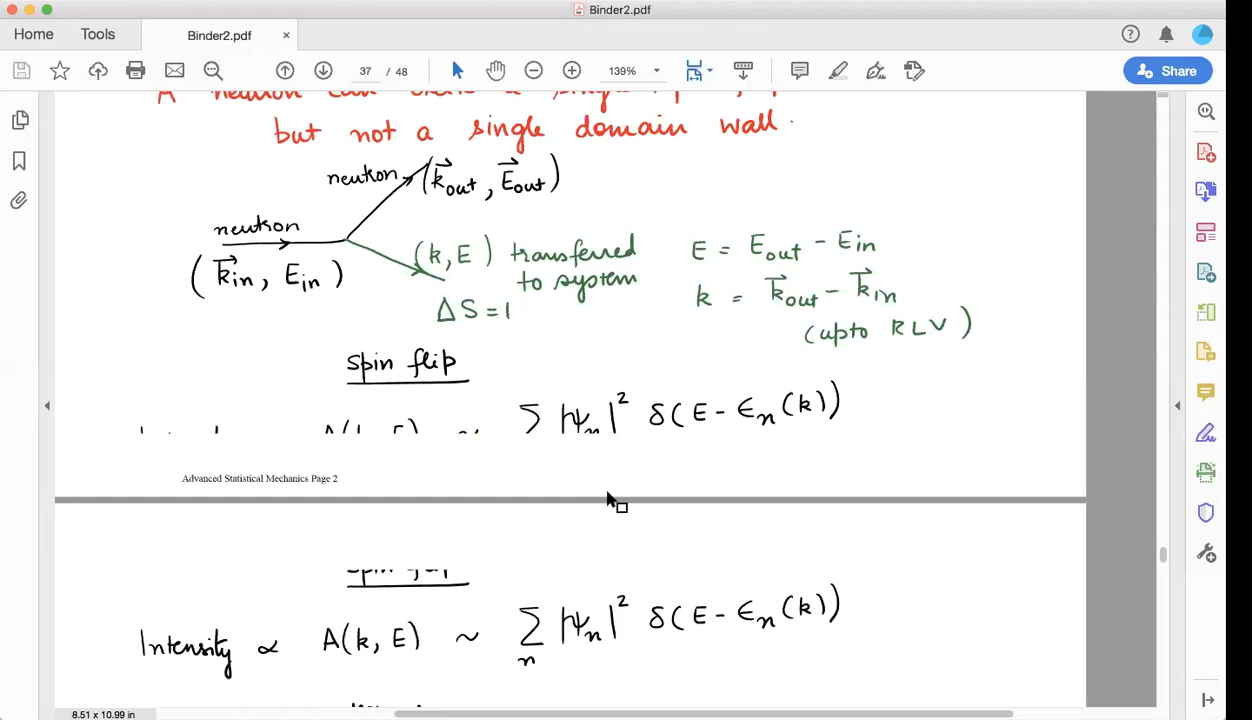 Binder2.pdf
Home Tools Binder2.pdf ×
37 / 48 139% Share
but not a single domain wall.
neutron (k⃗out, E⃗out)
neutron
(k⃗in, Ein)
(k, E) transferred
to system
ΔS = 1
E = Eout - Ein
k = k⃗out - k⃗in
(upto RLV)
Spin flip
∑ |ψn|² δ(E - ϵn(k))
Advanced Statistical Mechanics Page 2
Intensity ∝ A(k, E) ~ ∑n |ψn|² δ(E - ϵn(k))
8.51 x 10.99 in